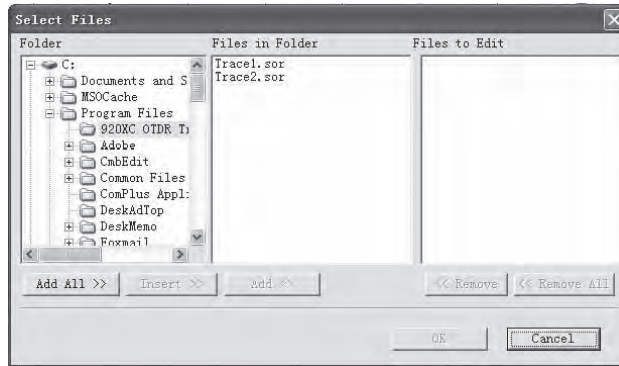 Select Files
Folder
Files in Folder
Files to Edit
C:
Documents and S
MSOCache
Program Files
920XC OTDR Tr
Adobe
CmbEdit
Common Files
ComPlus Appl:
DeskAdTop
DeskMemo
Foxmail
Trace1.sor
Trace2.sor
Add All >>
Insert >>
Add >>
<< Remove
<< Remove All
OK
Cancel